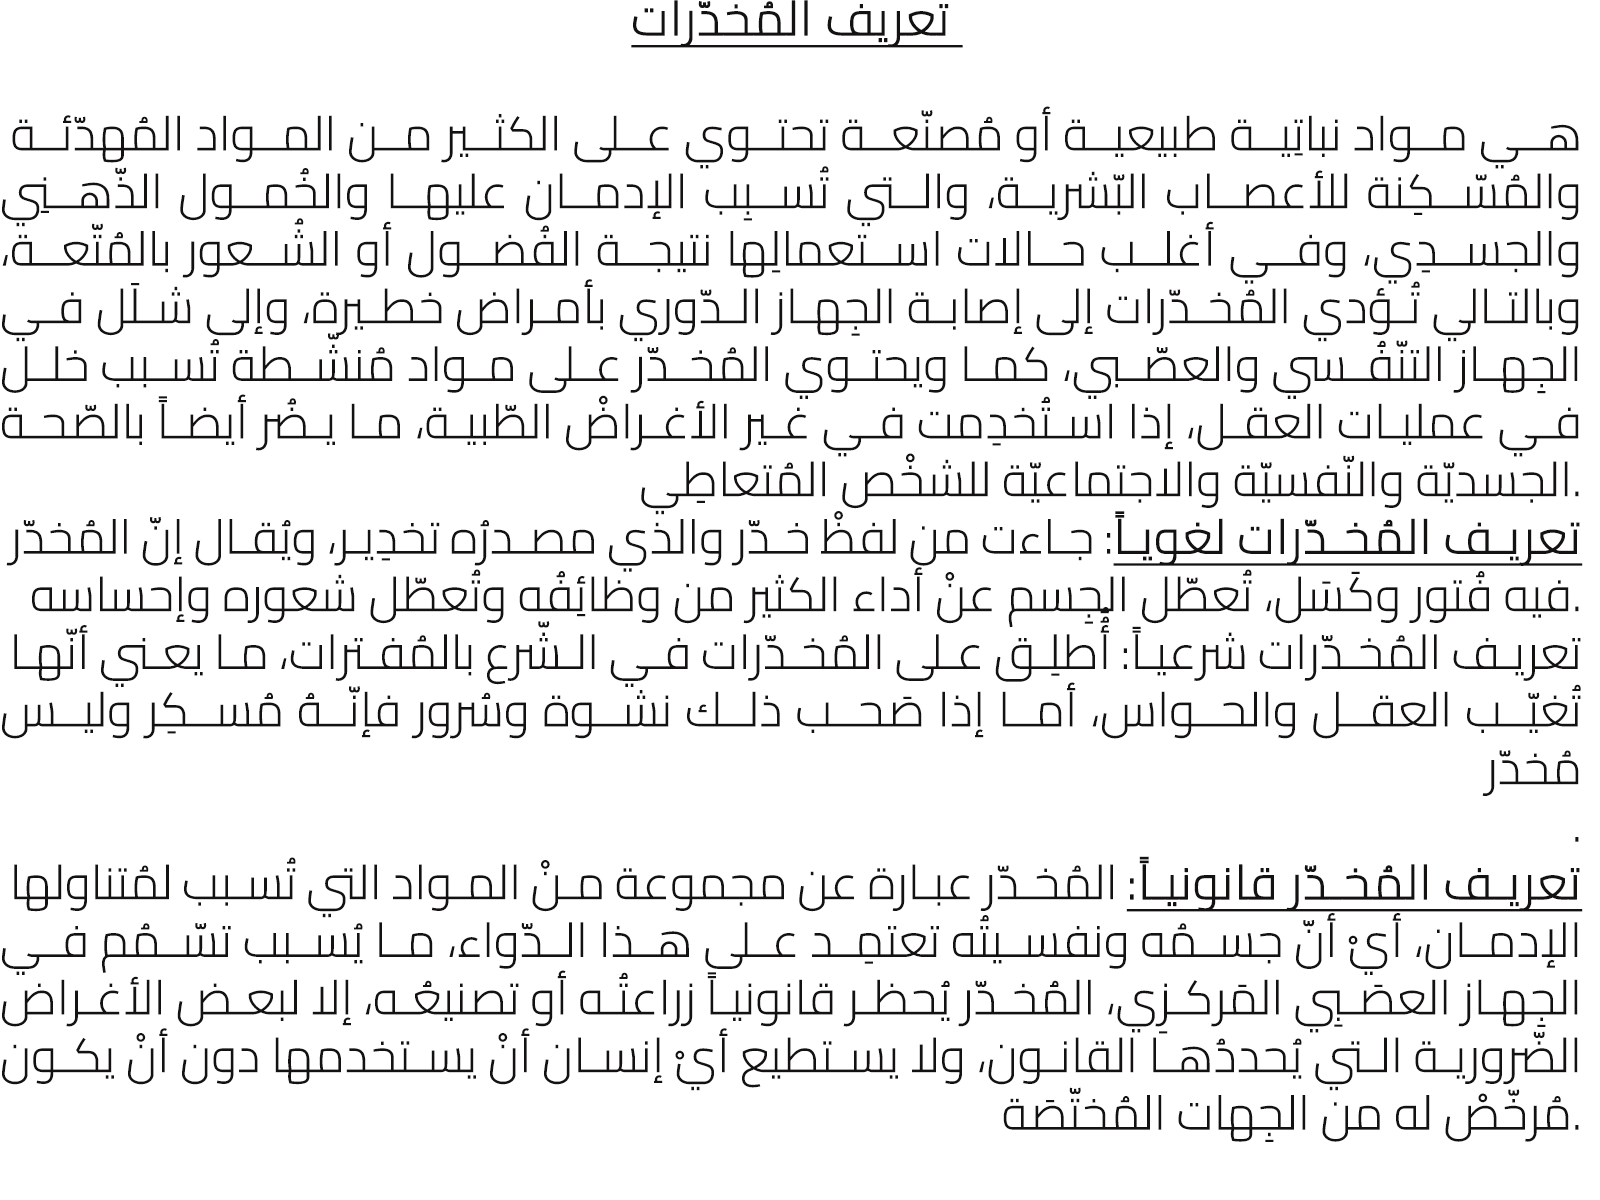 تعريف المُخدّرات
هي مواد نباتِية طبيعية أو مُصنّعة تحتوي على الكثير من المواد المُهدّئة
والمُسّكِنة للأعصاب البّشرية، والتي تُسبِب الإدمان عليها والخُمول الذّهَنِي
والجسدِي، وفي أغلب حالات استعمالِها نتيجة الفُضول أو الشُعور بالمُتّعة،
وبالتالي تُؤدي المُخدّرات إلى إصابة الجِهاز الدّوري بأمراض خطيرة، وإلى شلَل في
الجِهاز التنّفُسي والعصّبي، كما ويحتوي المُخدّر على مواد مُنشّطة تُسبب خلل
في عمليات العقل، إذا استُخدِمت في غير الأغراضْ الطّبية، ما يضُر أيضاً بالصّحة
الجسديّة والنّفسيّة والاجتماعيّة للشخْص المُتعاطِي.
تعريف المُخدّرات لغوياً: جاءت من لفظْ خدّر والذي مصدرُه تخدِير، ويُقال إنّ المُخدّر
فيه فُتور وكَسَل، تُعطّل الجِسم عنْ أداء الكثير من وظائِفُه وتُعطّل شعوره وإحساسه.
تعريف المُخدّرات شرعياً: أُطلِق على المُخدّرات في الشّرع بالمُفترات، ما يعني أنّها
تُغيّب العقل والحواس، أما إذا صَحب ذلك نشوة وسُرور فإنّهُ مُسكِر وليس
مُخدّر
.
تعريف المُخدّر قانونياً: المُخدّر عبارة عن مجموعة منْ المواد التي تُسبب لمُتناولها
الإدمان، أيْ أنّ جسمُه ونفسيتُه تعتمِد على هذا الدّواء، ما يُسبب تسّمُم في
الجِهاز العصَبِي المَركزِي، المُخدّر يُحظر قانونياً زراعتُه أو تصنيعُه، إلا لبعض الأغراض
الضّرورية التي يُحددُها القانون، ولا يستطيع أيْ إنسان أنْ يستخدمها دون أنْ يكون
مُرخّصْ له من الجِهات المُختّصَة.